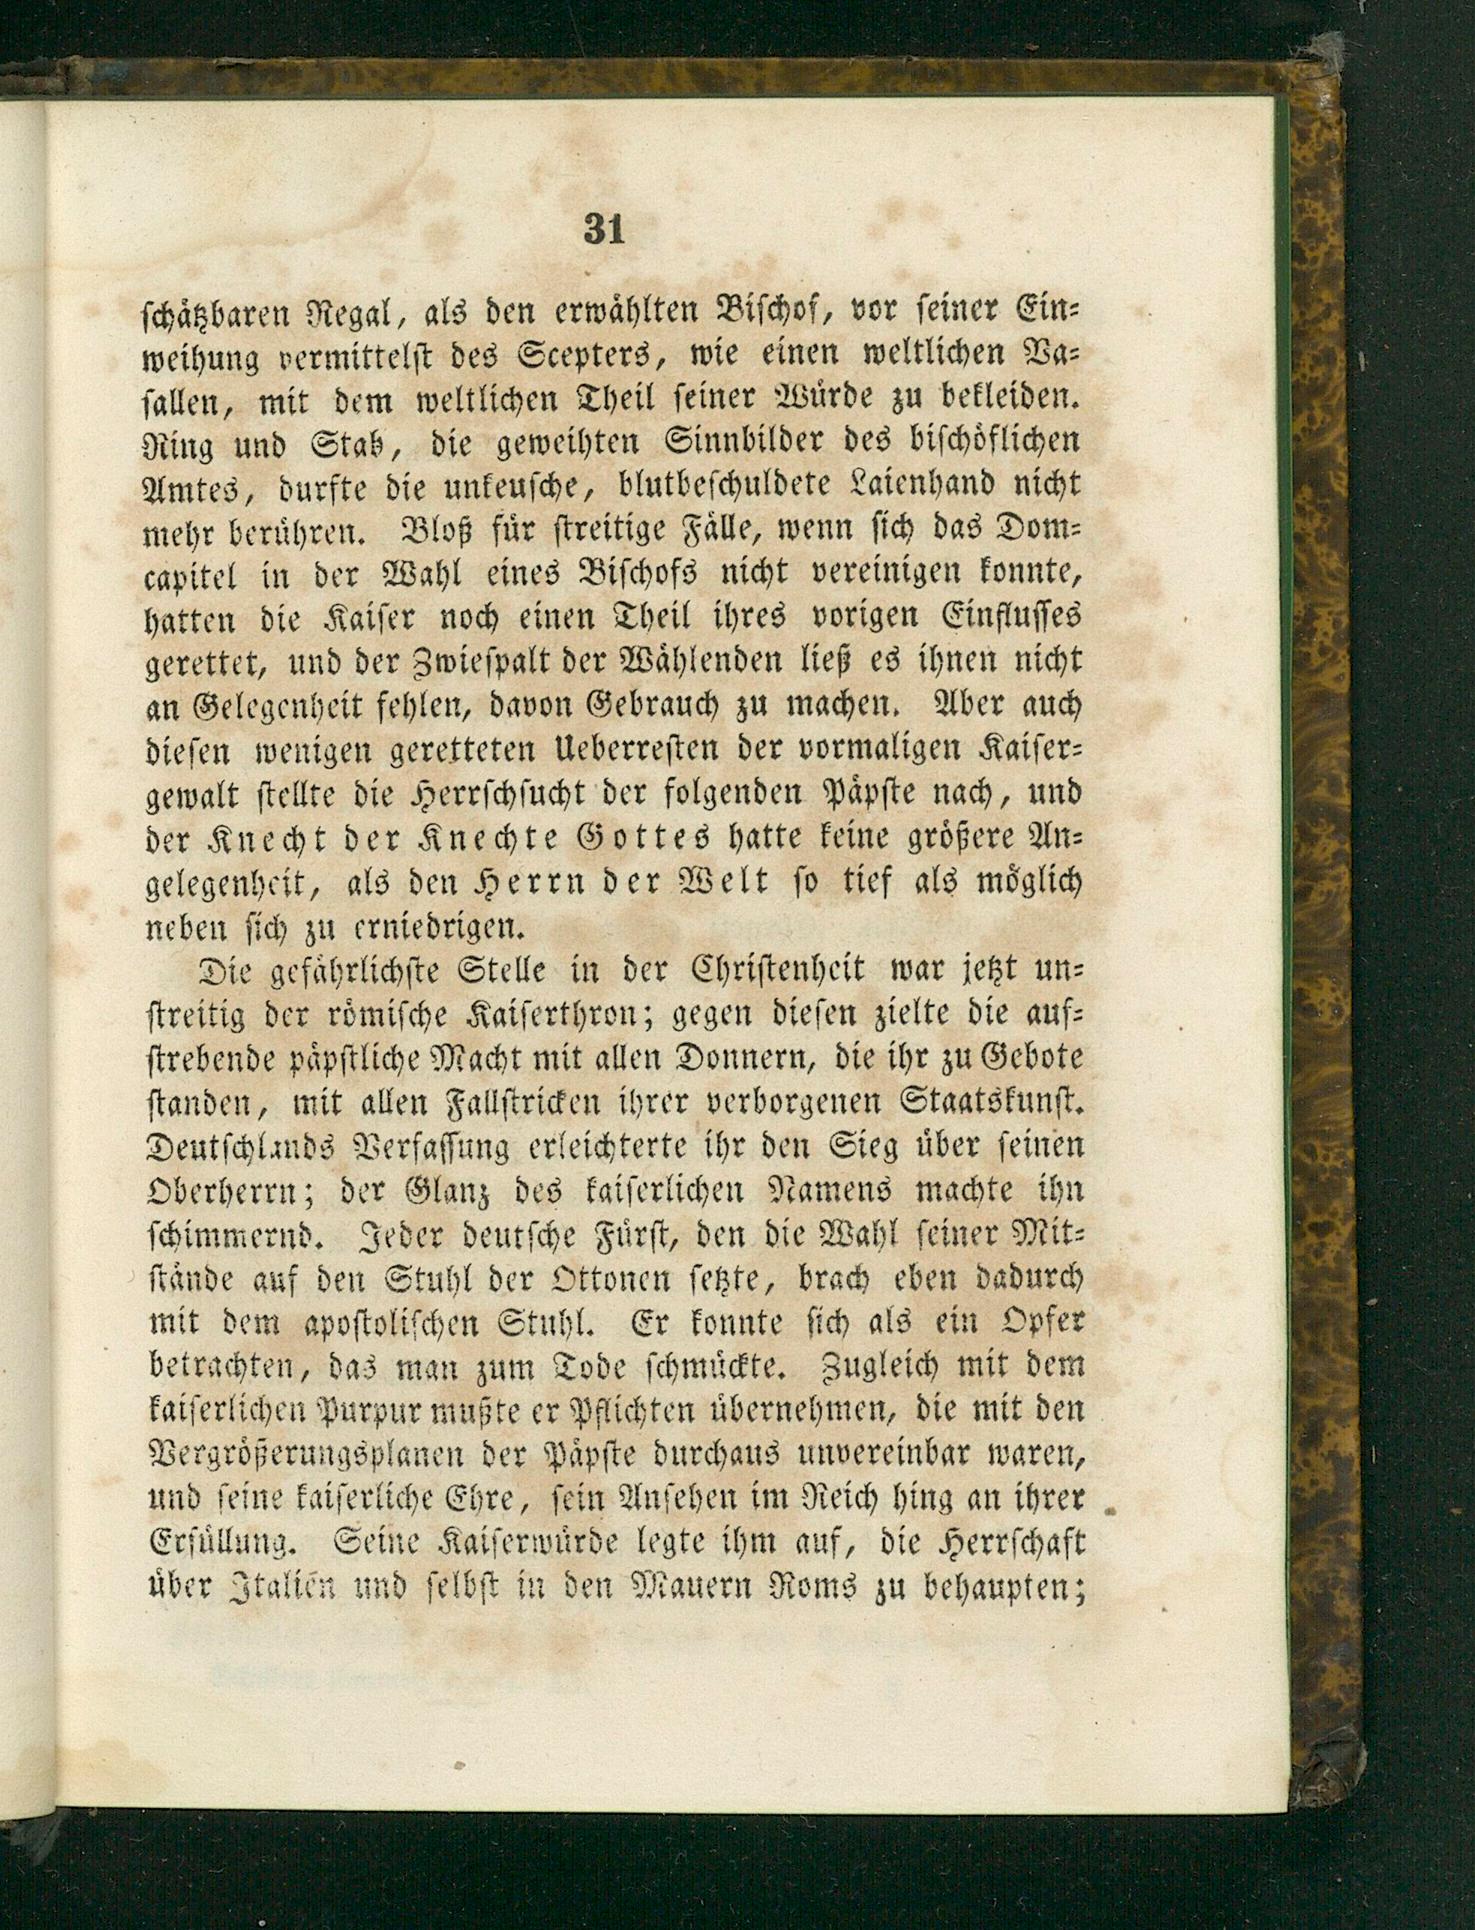 31
schätzbaren Regal, als den erwählten Bischof, vor seiner Ein-
weihung vermittelst des Scepters, wie einen weltlichen Va-
sallen, mit dem weltlichen Theil seiner Würde zu bekleiden.
Ring und Stab, die geweihten Sinnbilder des bischöflichen
Amtes, durfte die unkeusche, blutbeschuldete Laienhand nicht
mehr berühren. Bloß für streitige Fälle, wenn sich das Dom-
capitel in der Wahl eines Bischofs nicht vereinigen konnte,
hatten die Kaiser noch einen Theil ihres vorigen Einflusses
gerettet, und der Zwiespalt der Wählenden ließ es ihnen nicht
an Gelegenheit fehlen, davon Gebrauch zu machen. Aber auch
diesen wenigen geretteten Ueberresten der vormaligen Kaiser-
gewalt stellte die Herrschsucht der folgenden Päpste nach, und
der Knecht der Knechte Gottes hatte keine größere An-
gelegenheit, als den Herrn der Welt so tief als möglich
neben sich zu erniedrigen.
Die gefährlichste Stelle in der Christenheit war jetzt un-
streitig der römische Kaiserthron; gegen diesen zielte die auf-
strebende päpstliche Macht mit allen Donnern, die ihr zu Gebote
standen, mit allen Fallstricken ihrer verborgenen Staatskunst.
Deutschlands Verfassung erleichterte ihr den Sieg über seinen
Oberherrn; der Glanz des kaiserlichen Namens machte ihn
schimmernd. Jeder deutsche Fürst, den die Wahl seiner Mit-
stände auf den Stuhl der Ottonen setzte, brach eben dadurch
mit dem apostolischen Stuhl. Er konnte sich als ein Opfer
betrachten, das man zum Tode schmückte. Zugleich mit dem
kaiserlichen Purpur mußte er Pflichten übernehmen, die mit den
Vergrößerungsplanen der Päpste durchaus unvereinbar waren,
und seine kaiserliche Ehre, sein Ansehen im Reich hing an ihrer
Erfüllung. Seine Kaiserwürde legte ihm auf, die Herrschaft
über Italien und selbst in den Mauern Roms zu behaupten;